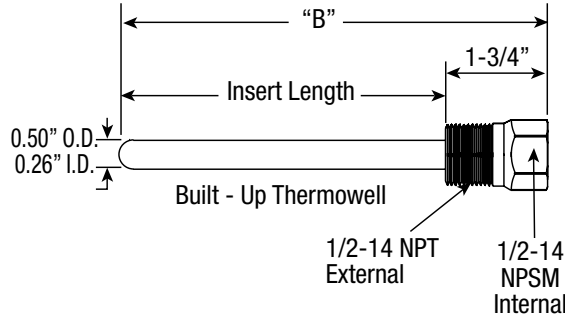 “B”
1-3/4”
Insert Length
0.50” O.D.
0.26” I.D.
Built - Up Thermowell
1/2-14 NPT
External
1/2-14
NPSM
Internal